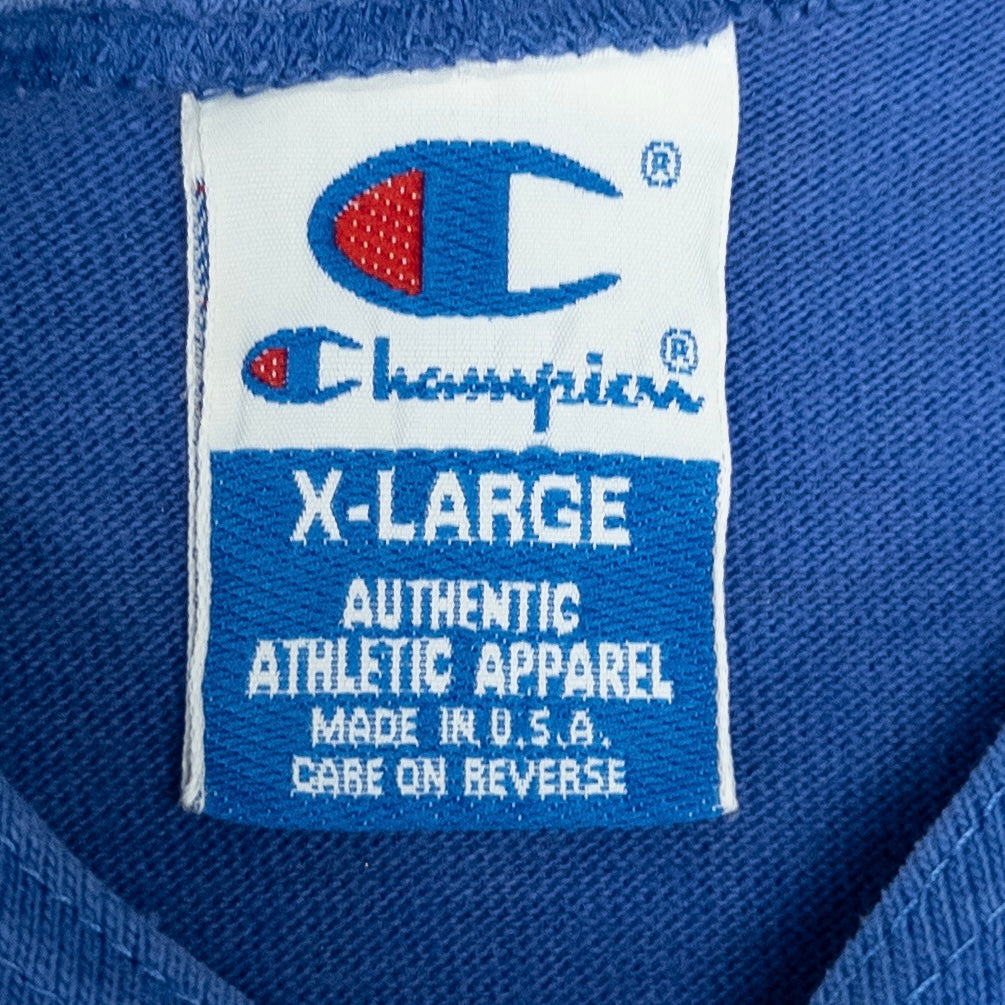 ®
Champion®
X-LARGE
AUTHENTIC
ATHLETIC APPAREL
MADE IN U.S.A.
CARE ON REVERSE